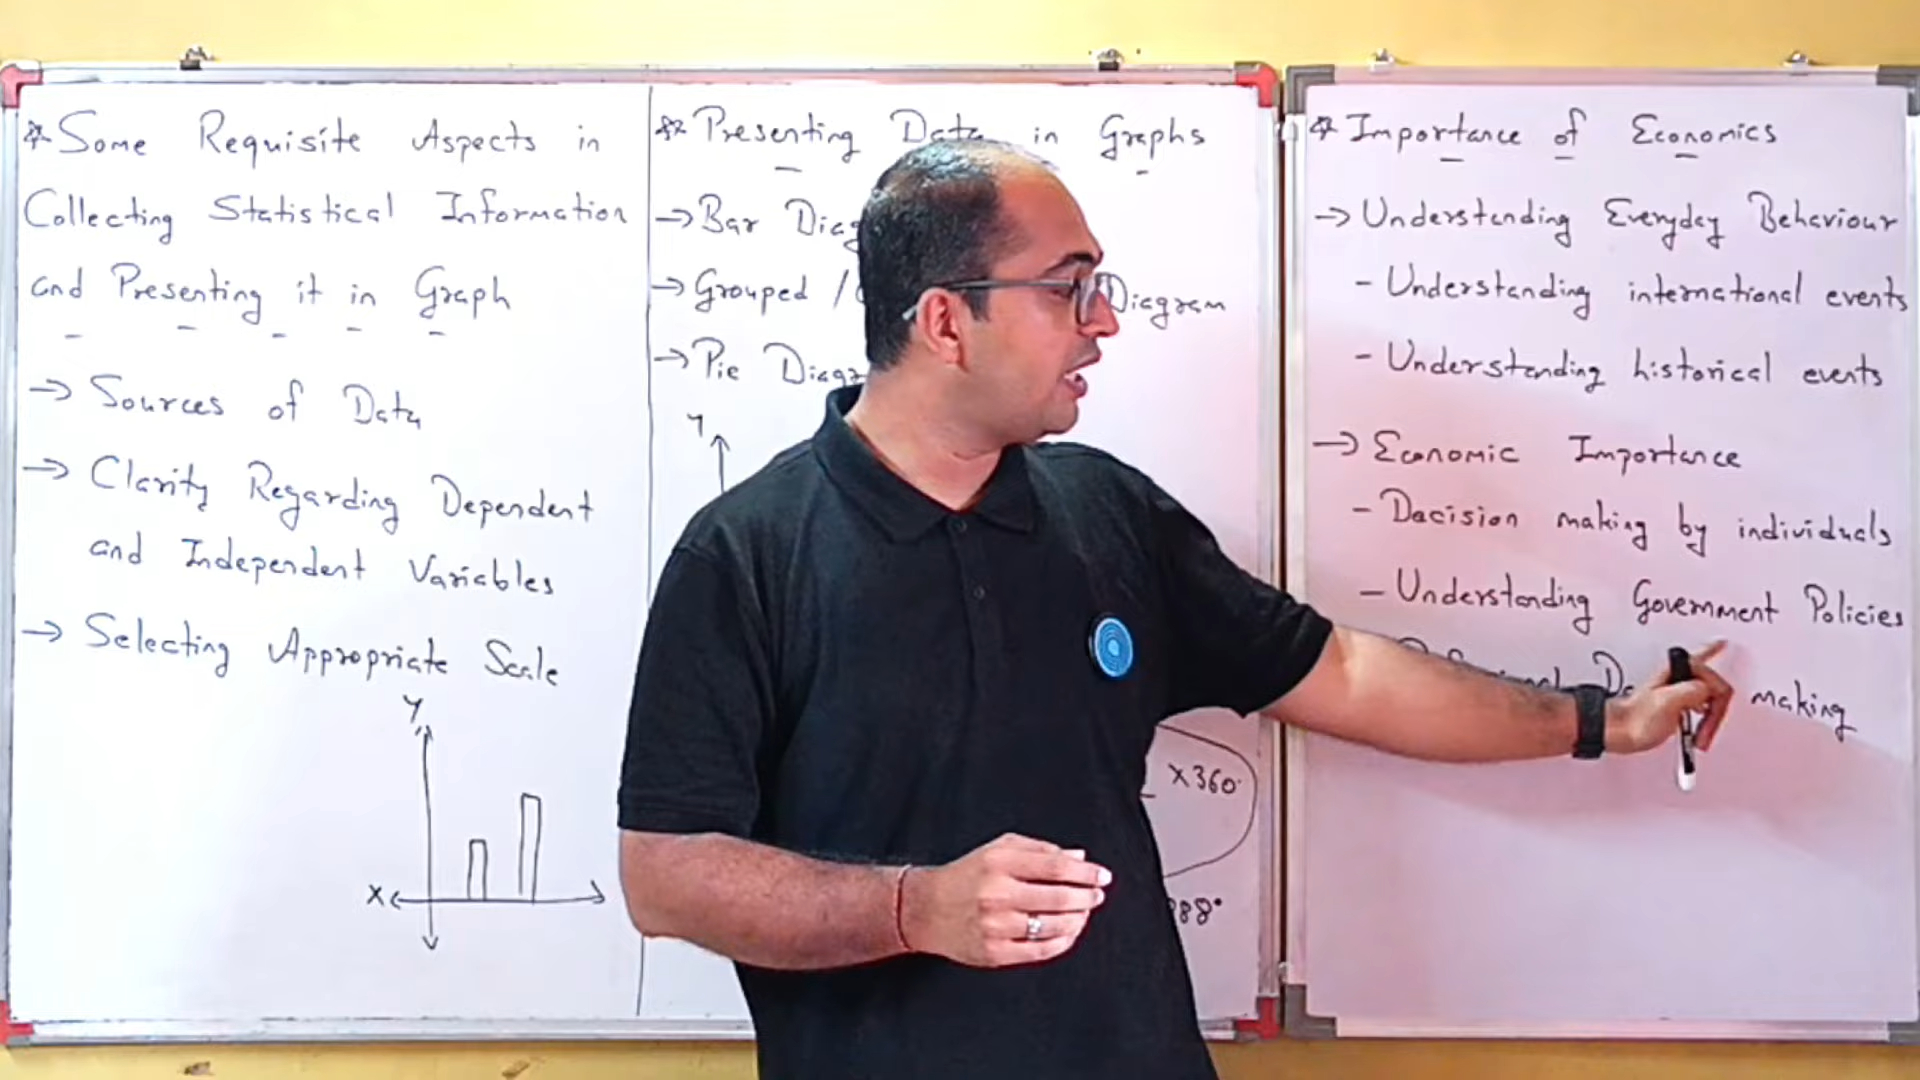 * Some Requisite Aspects in
Collecting Statistical Information
and Presenting it in Graph
→ Sources of Data
→ Clarity Regarding Dependent
and Independent Variables
→ Selecting Appropriate Scale
Y
X
* Presenting Data in Graphs
→ Bar
→ Grouped / Diagram
→ Pie
Y
X360°
* Importance of Economics
→ Understanding Everyday Behaviour
- Understanding international events
- Understanding historical events
→ Economic Importance
- Decision making by individuals
- Understanding Government Policies
making